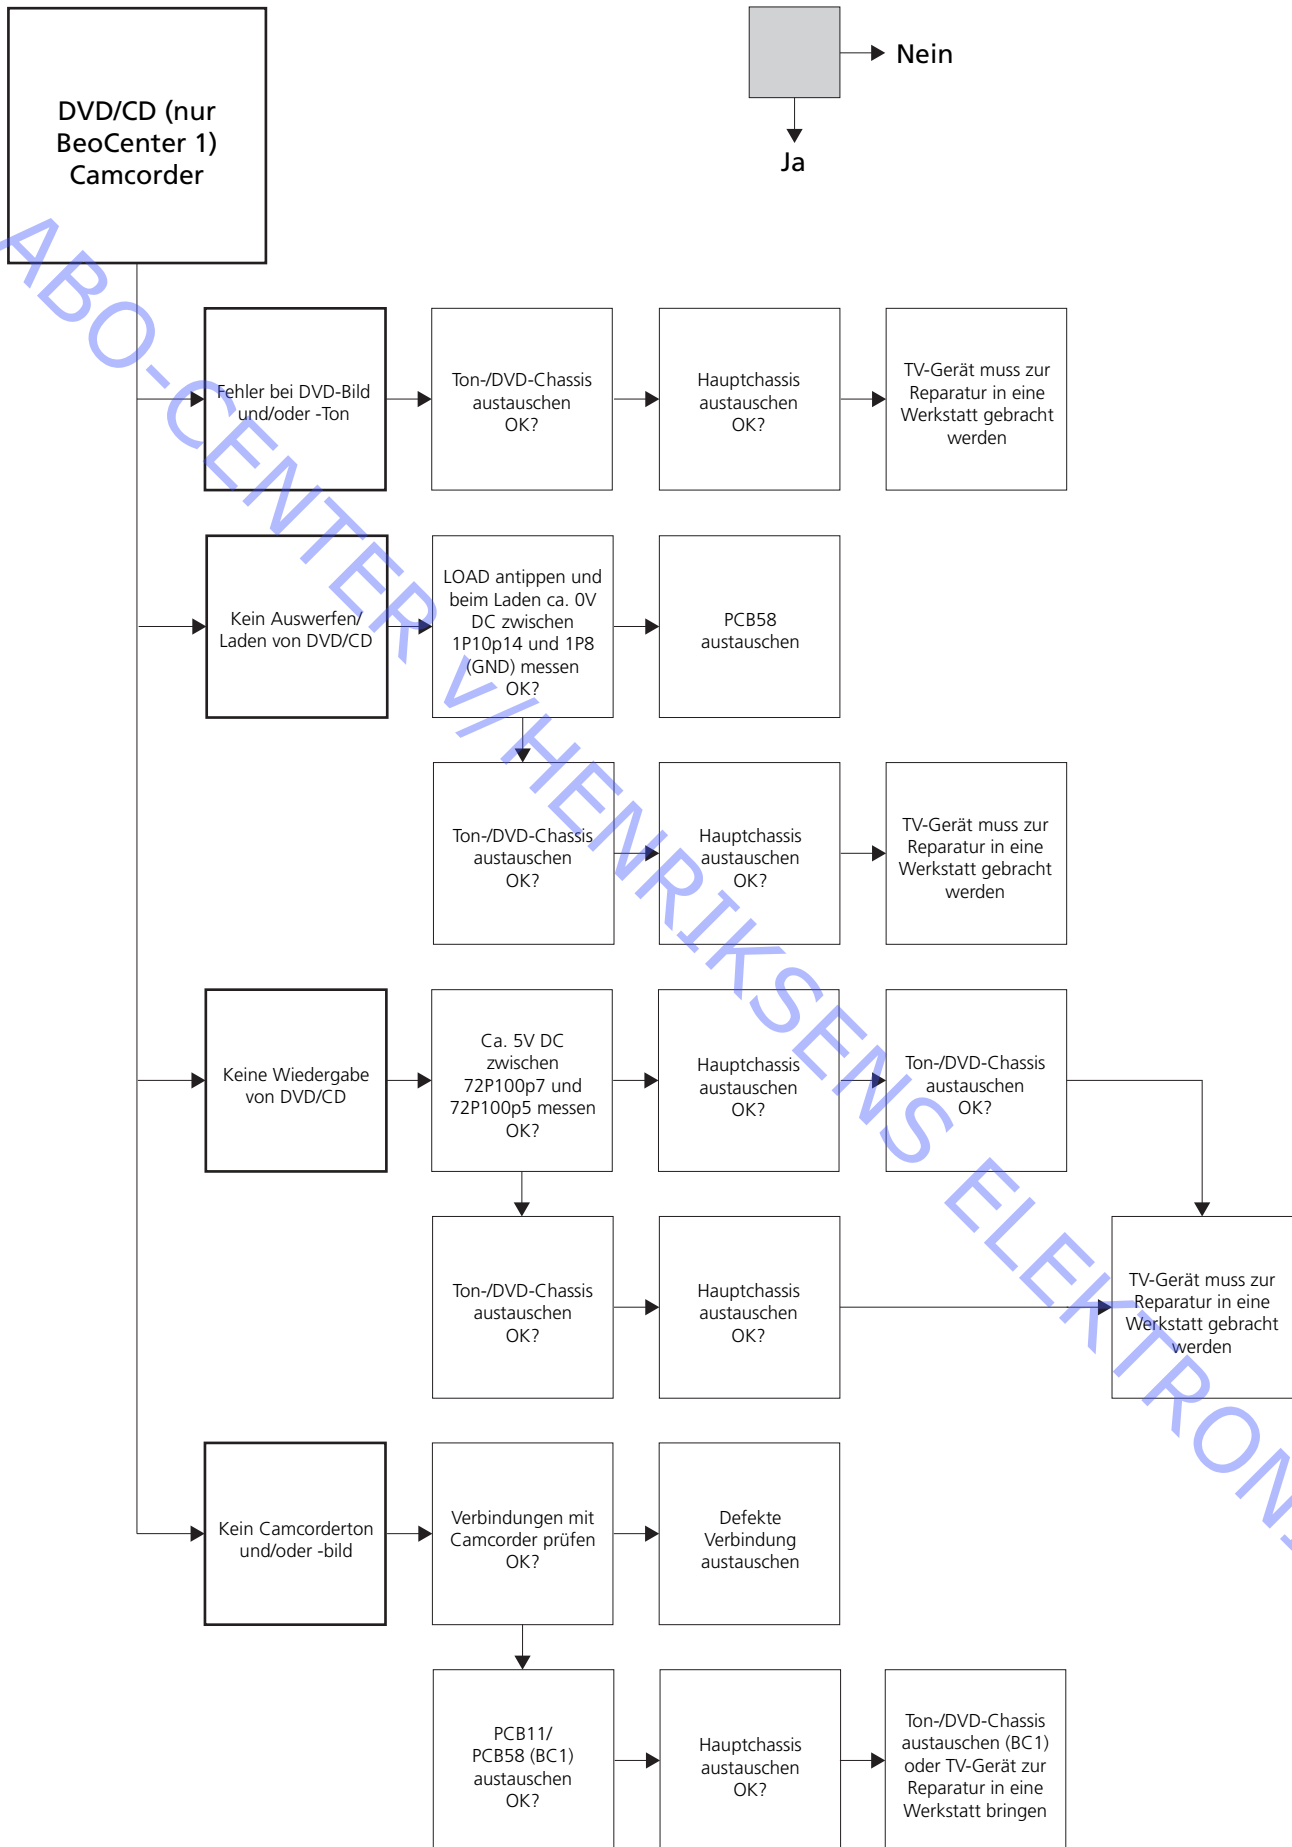 DVD/CD (nur
BeoCenter 1)
Camcorder
Nein
Ja
Fehler bei DVD-Bild
und/oder -Ton
Ton-/DVD-Chassis
austauschen
OK?
Hauptchassis
austauschen
OK?
TV-Gerät muss zur
Reparatur in eine
Werkstatt gebracht
werden
Kein Auswerfen/
Laden von DVD/CD
LOAD antippen und
beim Laden ca. 0V
DC zwischen
1P10p14 und 1P8
(GND) messen
OK?
PCB58
austauschen
Ton-/DVD-Chassis
austauschen
OK?
Hauptchassis
austauschen
OK?
TV-Gerät muss zur
Reparatur in eine
Werkstatt gebracht
werden
Keine Wiedergabe
von DVD/CD
Ca. 5V DC
zwischen
72P100p7 und
72P100p5 messen
OK?
Hauptchassis
austauschen
OK?
Ton-/DVD-Chassis
austauschen
OK?
Ton-/DVD-Chassis
austauschen
OK?
Hauptchassis
austauschen
OK?
TV-Gerät muss zur
Reparatur in eine
Werkstatt gebracht
werden
Kein Camcorderton
und/oder -bild
Verbindungen mit
Camcorder prüfen
OK?
Defekte
Verbindung
austauschen
PCB11/
PCB58 (BC1)
austauschen
OK?
Hauptchassis
austauschen
OK?
Ton-/DVD-Chassis
austauschen (BC1)
oder TV-Gerät zur
Reparatur in eine
Werkstatt bringen
ABO-CENTER V/HENRIKSENS ELEKTRON